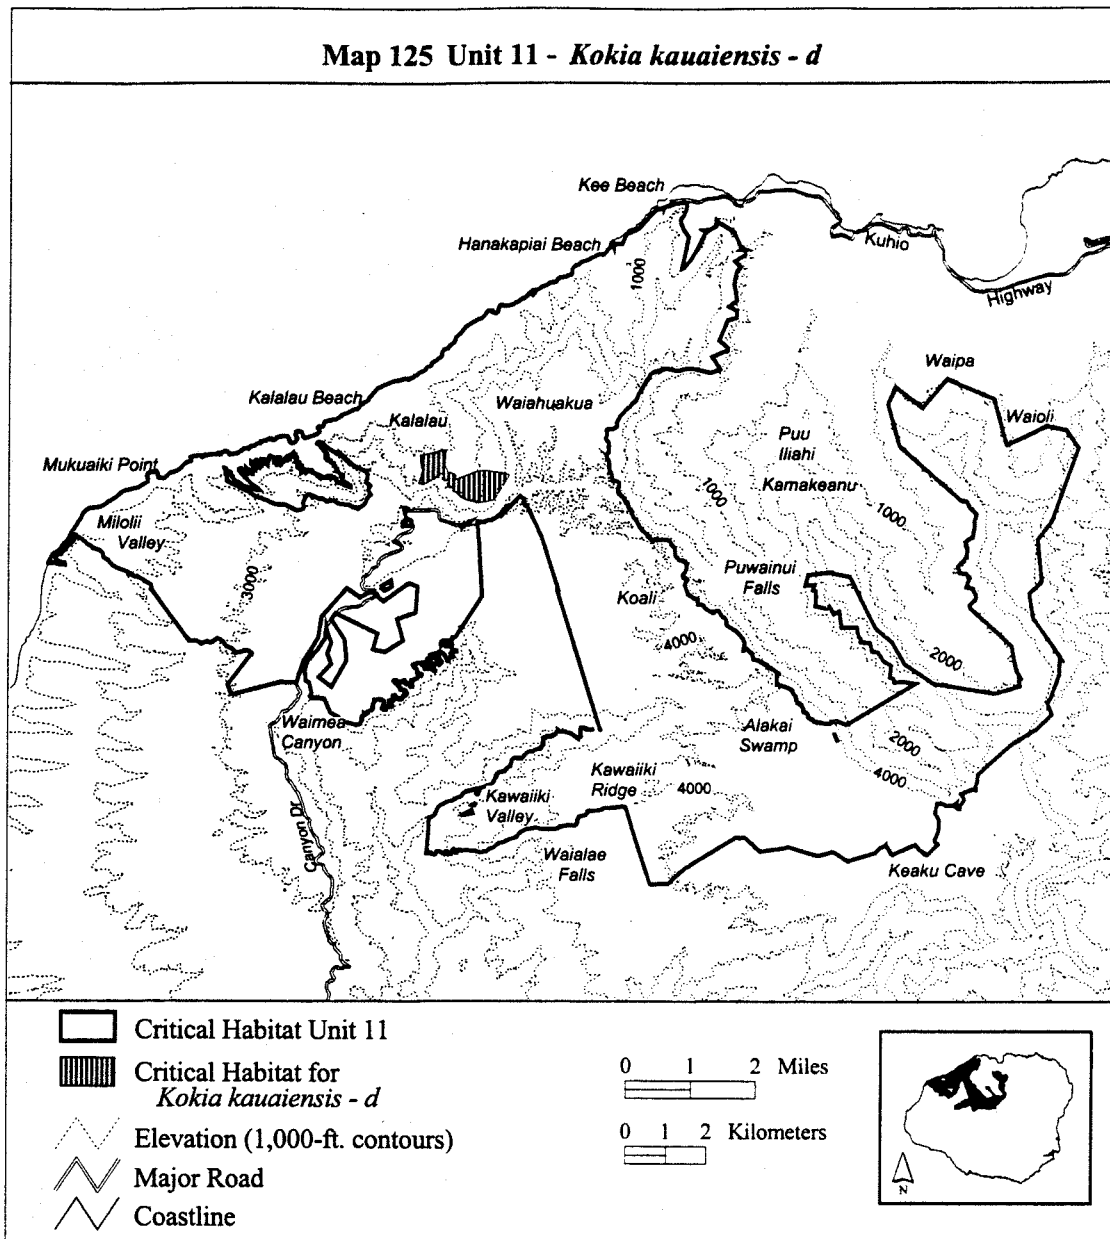 Map 125 Unit 11 - Kokia kauaiensis - d
Kee Beach
Hanakapiai Beach
Kuhio
Highway
1000
Waipa
Kalalau Beach
Kalalau
Waiahuakua
Waioli
Mukuaiki Point
Puu
Iliahi
Kamakeanu
1000
1000
Milolii
Valley
3000
Puwainui
Falls
Koali
4000
2000
Waimea
Canyon
Alakai
Swamp
2000
4000
Kawaiiki
Ridge
4000
Kawaiiki
Valley
Canyon Dr
Waialae
Falls
Keaku Cave
Critical Habitat Unit 11
Critical Habitat for
Kokia kauaiensis - d
Elevation (1,000-ft. contours)
Major Road
Coastline
0 1 2 Miles
0 1 2 Kilometers
N